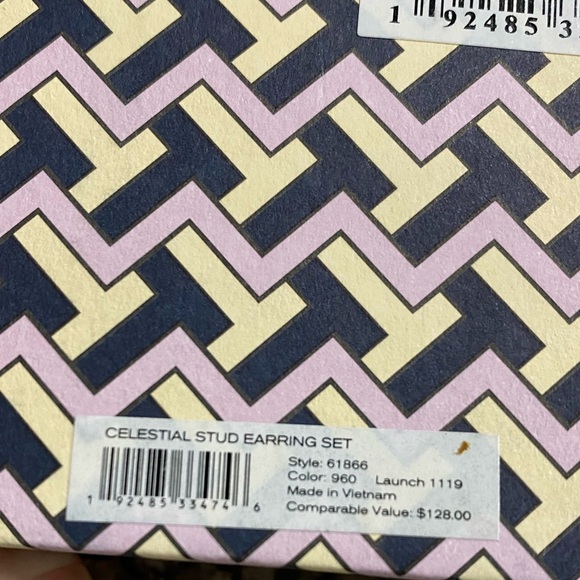 1 92485 3
CELESTIAL STUD EARRING SET
Style: 61866
Color: 960 Launch 1119
Made in Vietnam
Comparable Value: $128.00
1 92485 33474 6